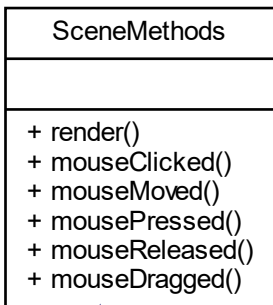 SceneMethods
+ render()
+ mouseClicked()
+ mouseMoved()
+ mousePressed()
+ mouseReleased()
+ mouseDragged()